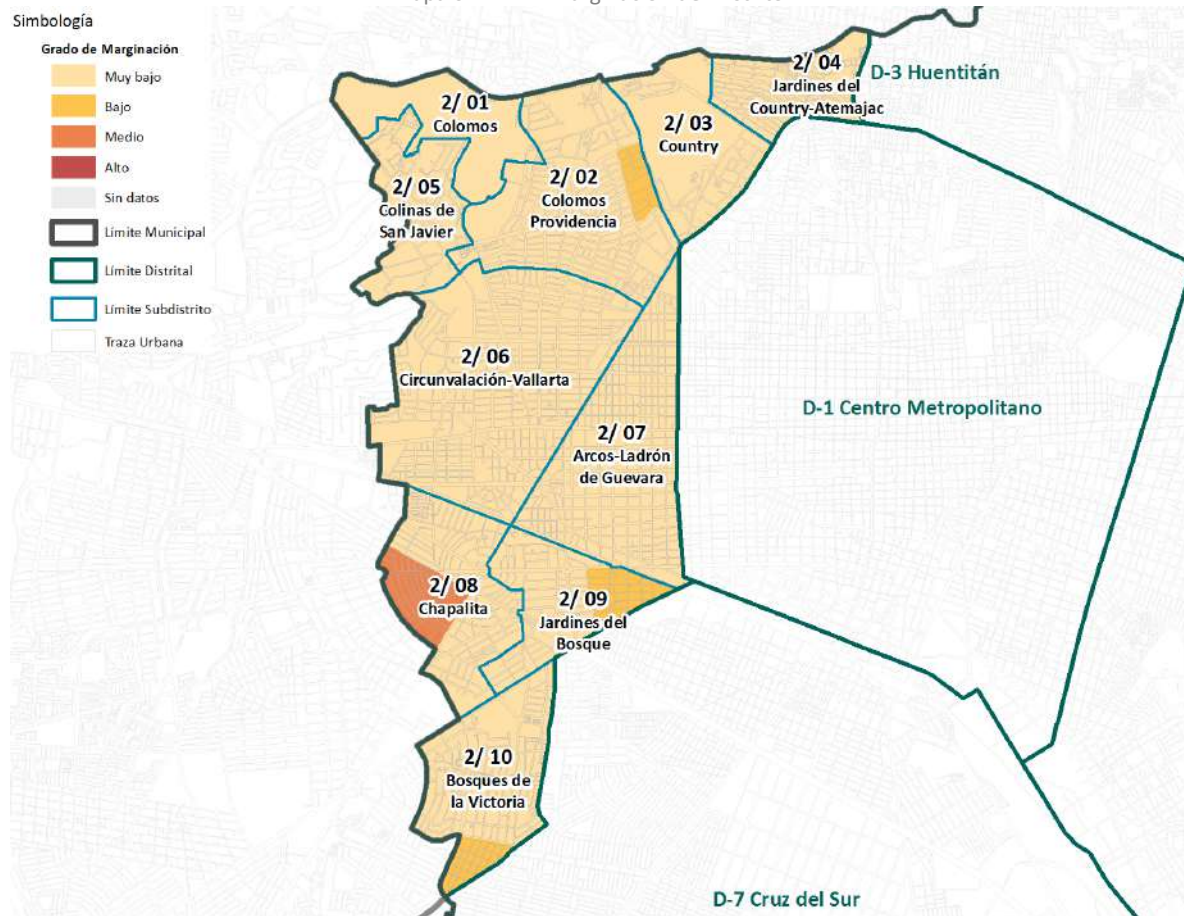 Simbología
Grado de Marginación
Muy bajo
Bajo
Medio
Alto
Sin datos
Límite Municipal
Límite Distrital
Límite Subdistrito
Traza Urbana
2/ 04
Jardines del
Country-Atemajac
D-3 Huentitán
2/ 01
Colomos
2/ 03
Country
2/ 02
Colomos
Providencia
2/ 05
Colinas de
San Javier
2/ 06
Circunvalación-Vallarta
D-1 Centro Metropolitano
2/ 07
Arcos-Ladrón
de Guevara
2/ 08
Chapalita
2/ 09
Jardines del
Bosque
2/ 10
Bosques de
la Victoria
D-7 Cruz del Sur